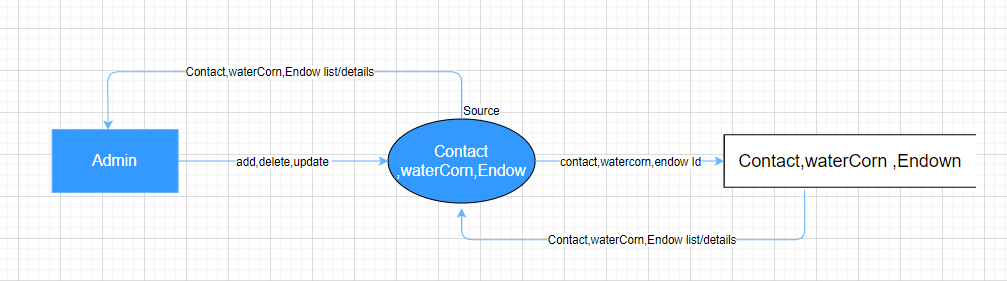 Contact,waterCorn,Endow list/details
Source
Admin
add,delete,update
Contact
,waterCorn,Endow
contact,watercorn,endow Id
Contact,waterCorn ,Endown
Contact,waterCorn,Endow list/details